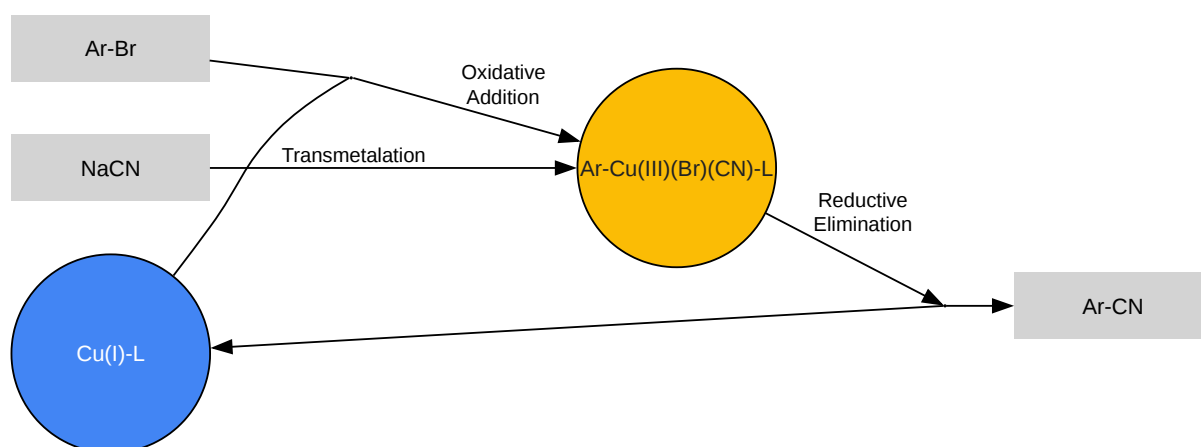 Ar-Br
Oxidative
Addition
NaCN
Transmetalation
Ar-Cu(III)(Br)(CN)-L
Reductive
Elimination
Ar-CN
Cu(I)-L